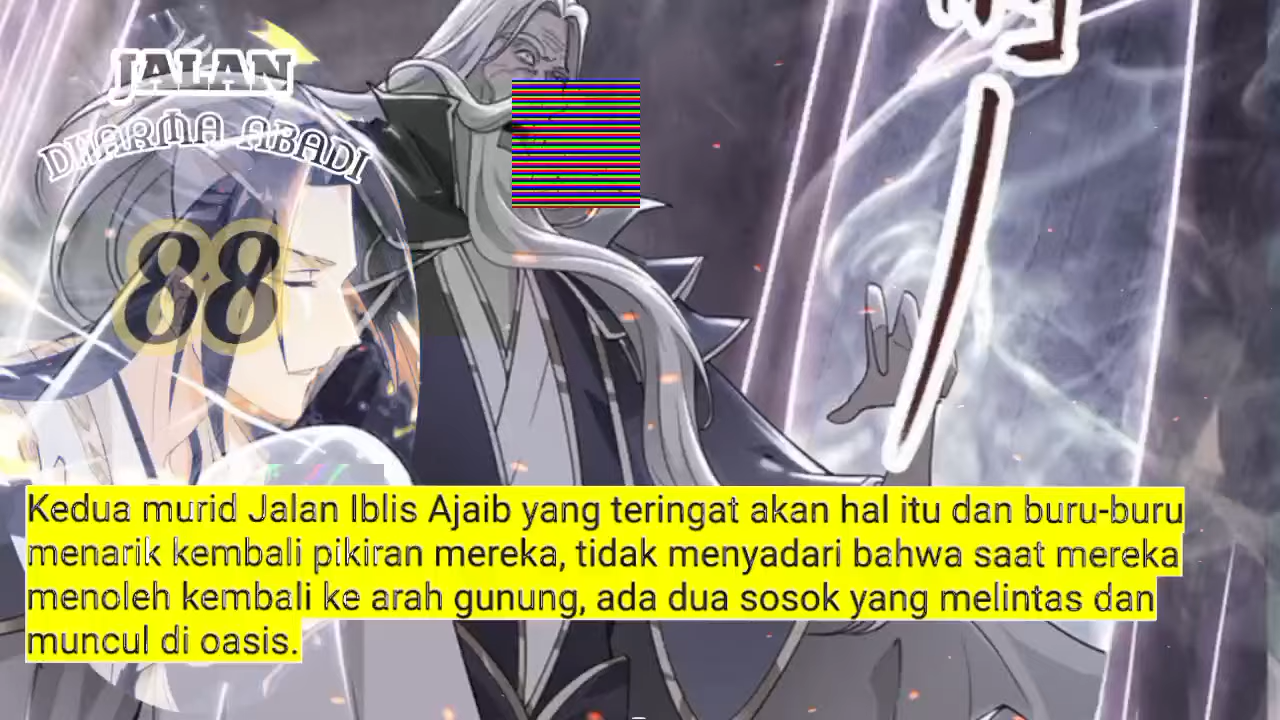 JALAN
DHARMA ABADI
88
Kedua murid Jalan Iblis Ajaib yang teringat akan hal itu dan buru-buru
menarik kembali pikiran mereka, tidak menyadari bahwa saat mereka
menoleh kembali ke arah gunung, ada dua sosok yang melintas dan
muncul di oasis.